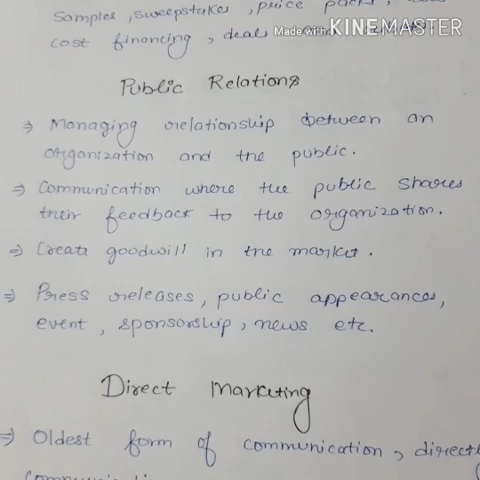 Samples, sweepstakes, price packs,
cost financing, deals
Made with KINEMASTER
Public Relations
⇒ Managing relationship between an
organization and the public.
⇒ Communication where the public shares
their feedback to the organization.
⇒ Create goodwill in the market.
⇒ Press releases, public appearances,
event, sponsorship, news etc.
Direct Marketing
⇒ Oldest form of communication, direct